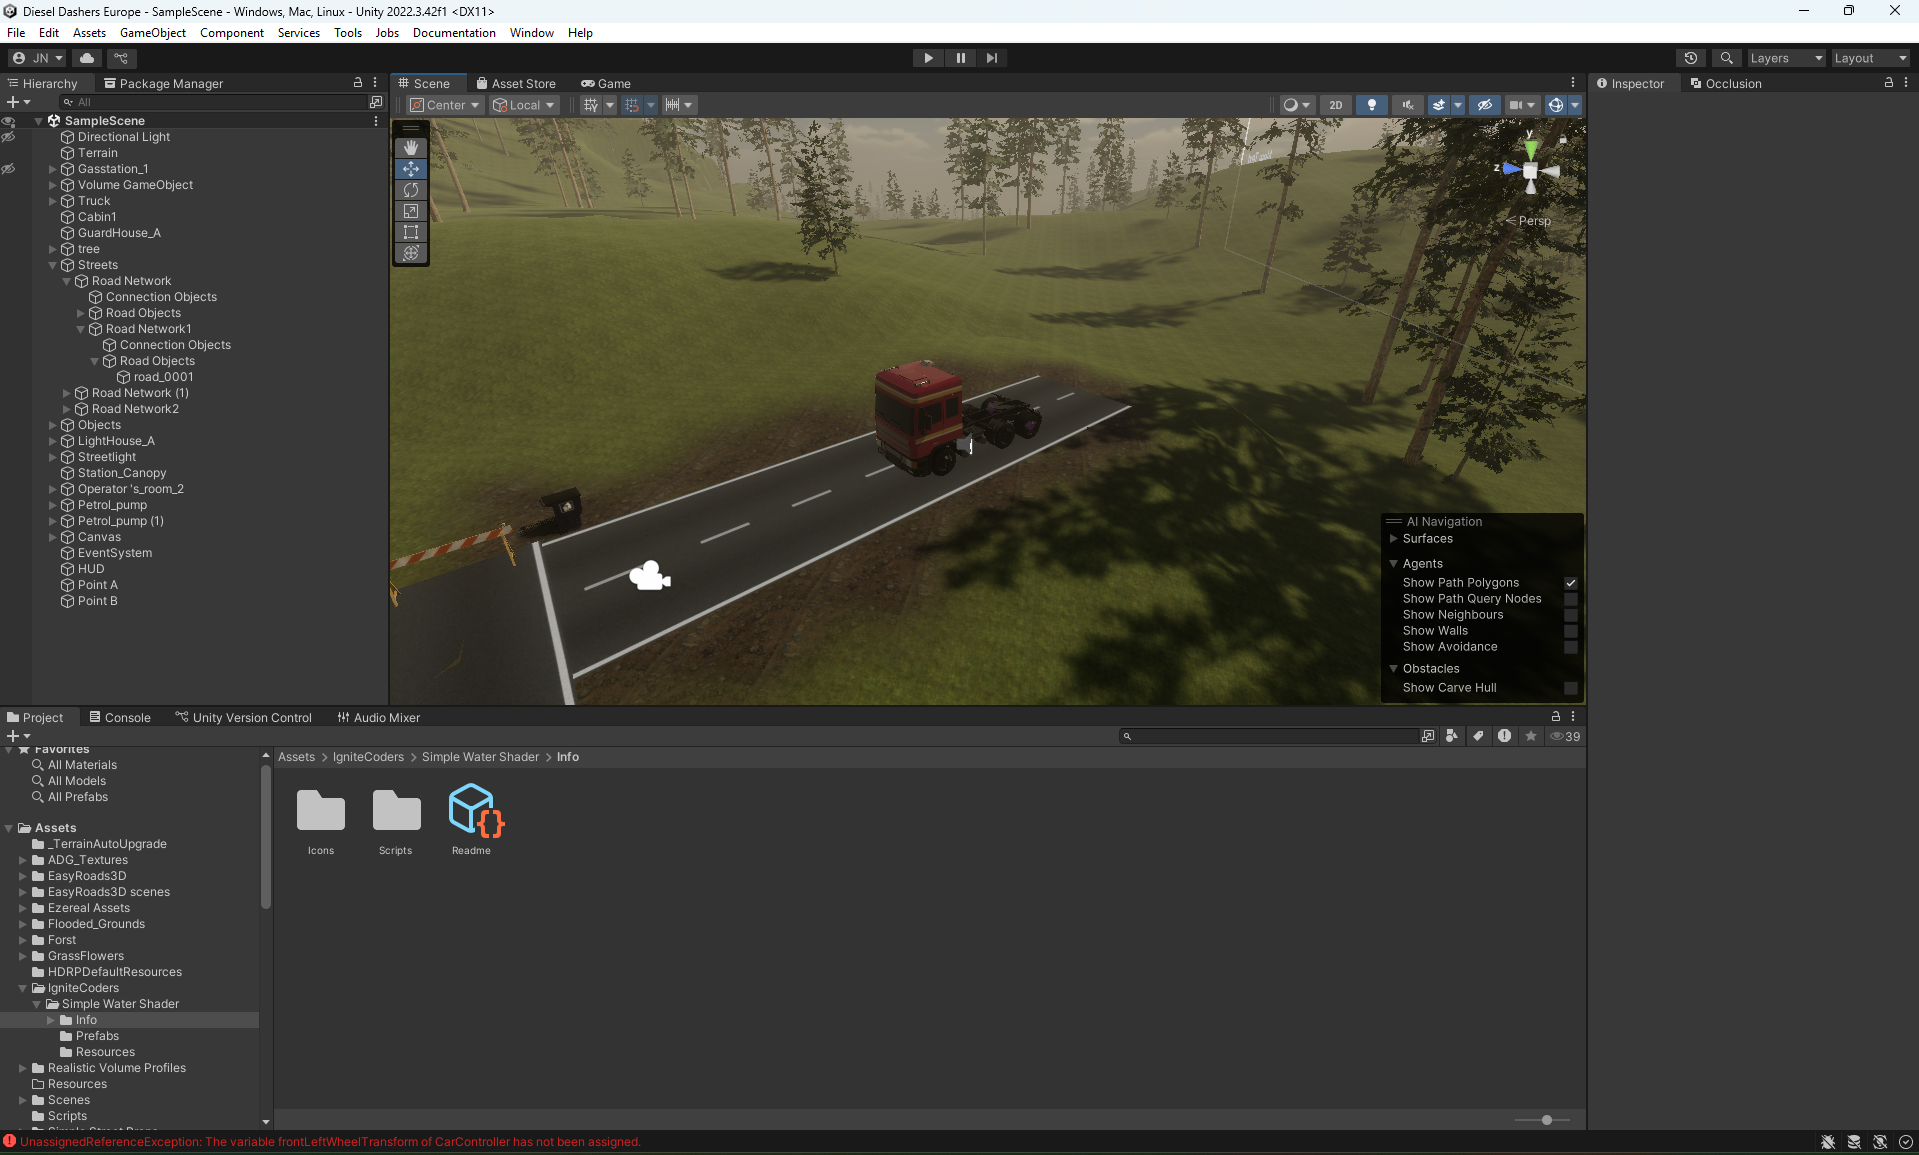 Diesel Dashers Europe - SampleScene - Windows, Mac, Linux - Unity 2022.3.42f1 <DX11>
File Edit Assets GameObject Component Services Tools Jobs Documentation Window Help
JN
Layers
Layout
Hierarchy
Package Manager
All
SampleScene
Directional Light
Terrain
Gasstation_1
Volume GameObject
Truck
Cabin1
GuardHouse_A
tree
Streets
Road Network
Connection Objects
Road Objects
Road Network1
Connection Objects
Road Objects
road_0001
Road Network (1)
Road Network2
Objects
LightHouse_A
Streetlight
Station_Canopy
Operator 's_room_2
Petrol_pump
Petrol_pump (1)
Canvas
EventSystem
HUD
Point A
Point B
Scene
Asset Store
Game
Center
Local
2D
y
z
Persp
AI Navigation
Surfaces
Agents
Show Path Polygons
Show Path Query Nodes
Show Neighbours
Show Walls
Show Avoidance
Obstacles
Show Carve Hull
Inspector
Occlusion
Project
Console
Unity Version Control
Audio Mixer
39
Favorites
All Materials
All Models
All Prefabs
Assets
_TerrainAutoUpgrade
ADG_Textures
EasyRoads3D
EasyRoads3D scenes
Ezereal Assets
Flooded_Grounds
Forst
GrassFlowers
HDRPDefaultResources
IgniteCoders
Simple Water Shader
Info
Prefabs
Resources
Realistic Volume Profiles
Resources
Scenes
Scripts
Assets > IgniteCoders > Simple Water Shader > Info
Icons
Scripts
Readme
UnassignedReferenceException: The variable frontLeftWheelTransform of CarController has not been assigned.